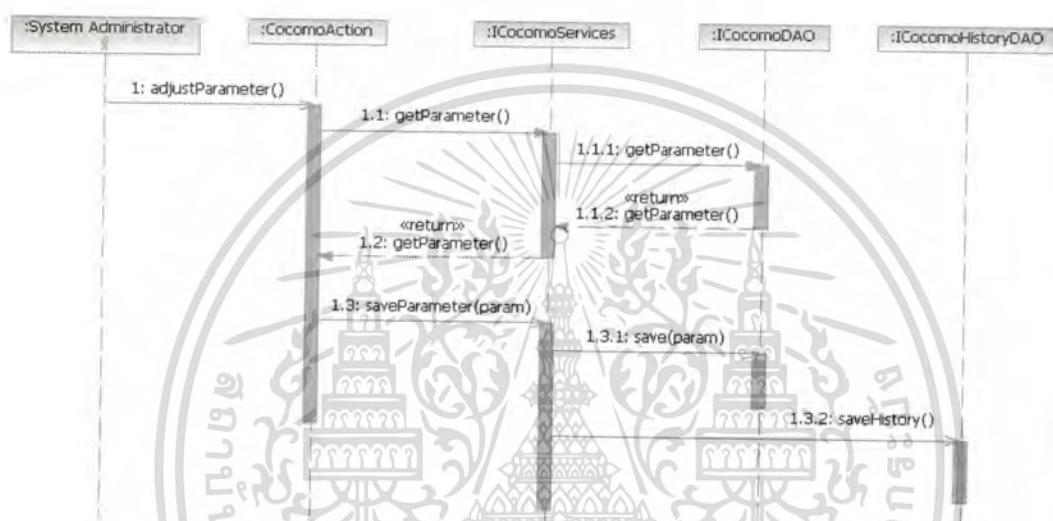 :System Administrator
:CocomoAction
:ICocomoServices
:ICocomoDAO
:ICocomoHistoryDAO
1: adjustParameter()
1.1: getParameter()
1.1.1: getParameter()
«return»
1.1.2: getParameter()
«return»
1.2: getParameter()
1.3: saveParameter(param)
1.3.1: save(param)
1.3.2: saveHistory()